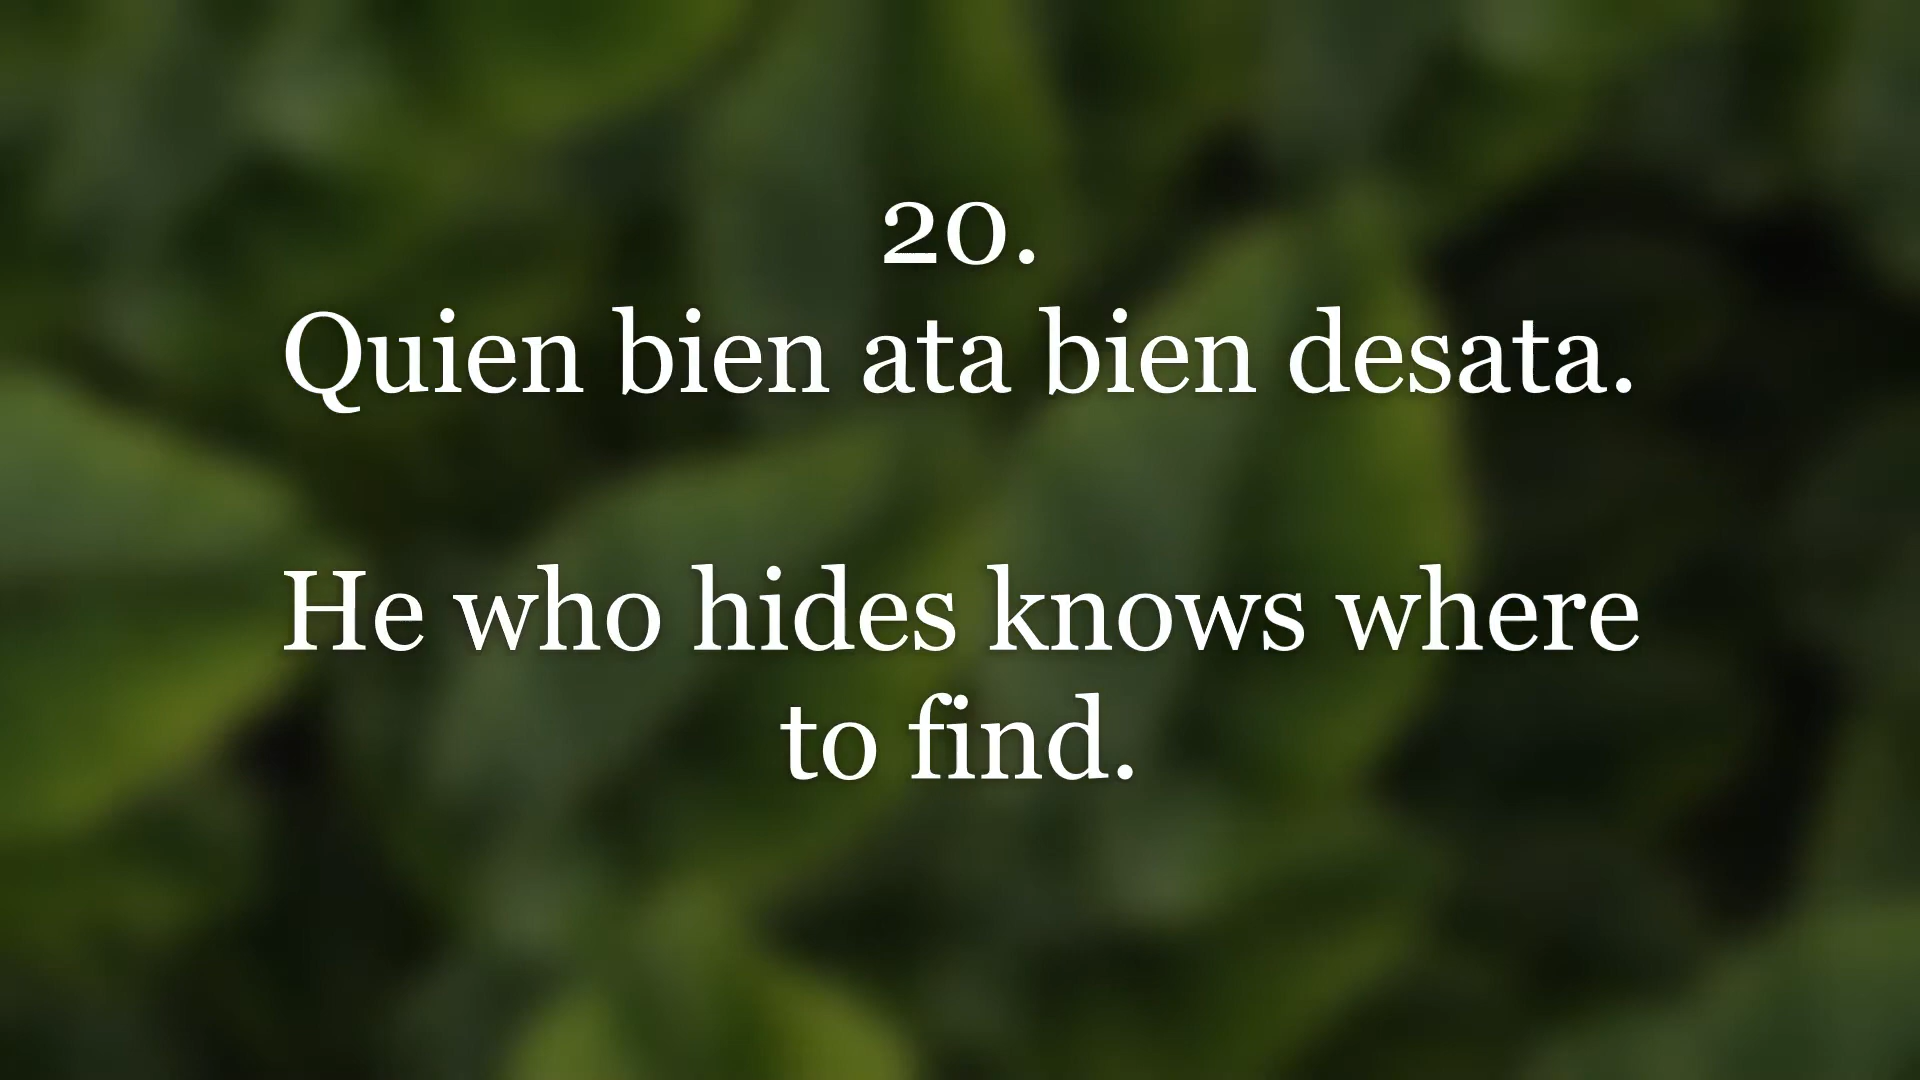 20.
Quien bien ata bien desata.
He who hides knows where
to find.